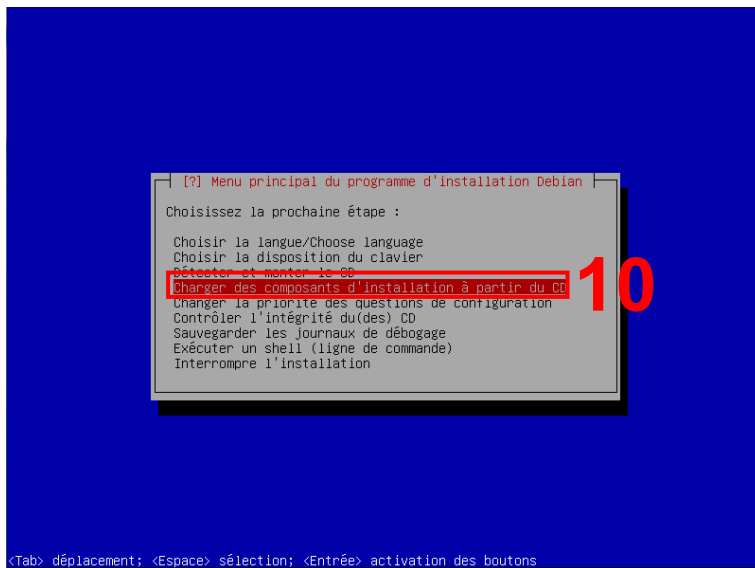 [?] Menu principal du programme d'installation Debian
Choisissez la prochaine étape :
Choisir la langue/Choose language
Choisir la disposition du clavier
Détecter et monter le CD
Charger des composants d'installation à partir du CD
10
Changer la priorité des questions de configuration
Contrôler l'intégrité du(des) CD
Sauvegarder les journaux de débogage
Exécuter un shell (ligne de commande)
Interrompre l'installation
<Tab> déplacement; <Espace> sélection; <Entrée> activation des boutons